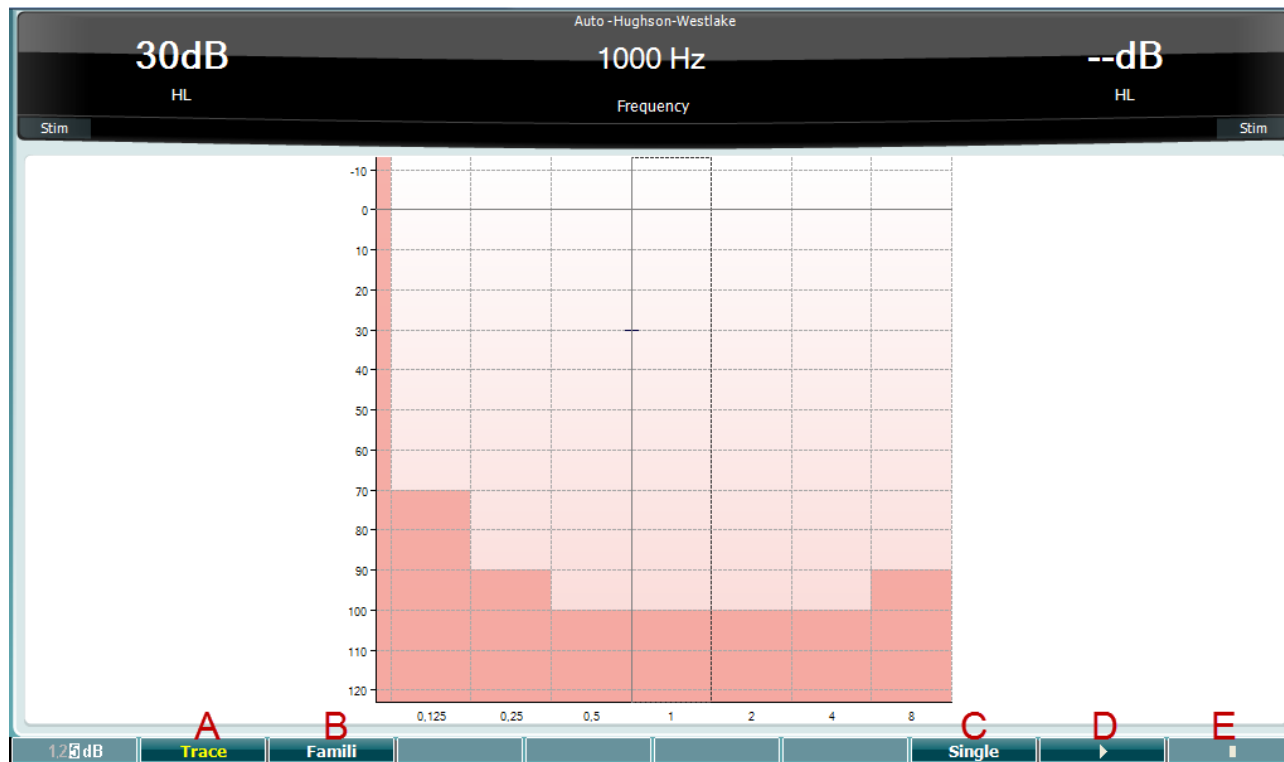 Auto -Hughson-Westlake
30dB 1000 Hz --dB
HL Frequency HL
Stim Stim
-10
0
10
20
30
40
50
60
70
80
90
100
110
120
0,125 0,25 0,5 1 2 4 8
A B C D E
1,2 5 dB Trace Famili Single